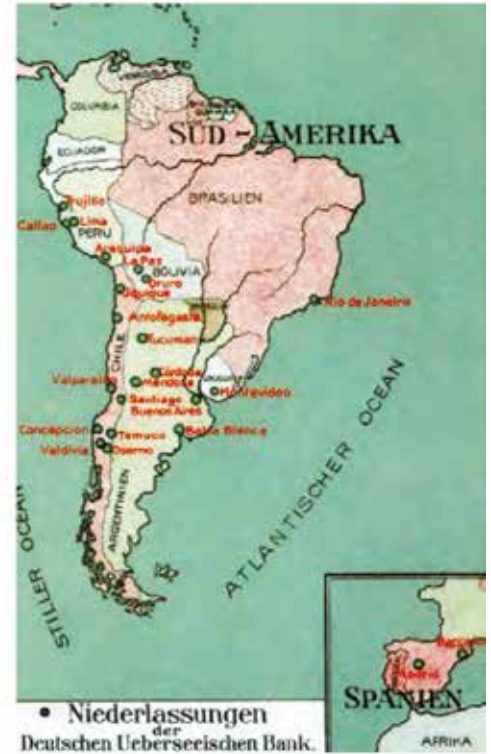 VENEZUELA
COLUMBIA
SÜD-AMERIKA
ECUADOR
BRASILIEN
Trujillo
Callao
Lima
PERU
Arequipa
La Paz
BOLIVIA
Oruro
Iquique
Rio de Janeiro
Antofagasta
Tucuman
CHILE
Cordoba
Mendoza
URUGUAY
Valparaiso
Montevideo
Santiago
Buenos Aires
Concepcion
Temuco
Bahia Blanca
Valdivia
Osorno
ARGENTINIEN
ATLANTISCHER OCEAN
STILLER OCEAN
Madrid
SPANIEN
AFRIKA
• Niederlassungen
der
Deutschen Ueberseeischen Bank.